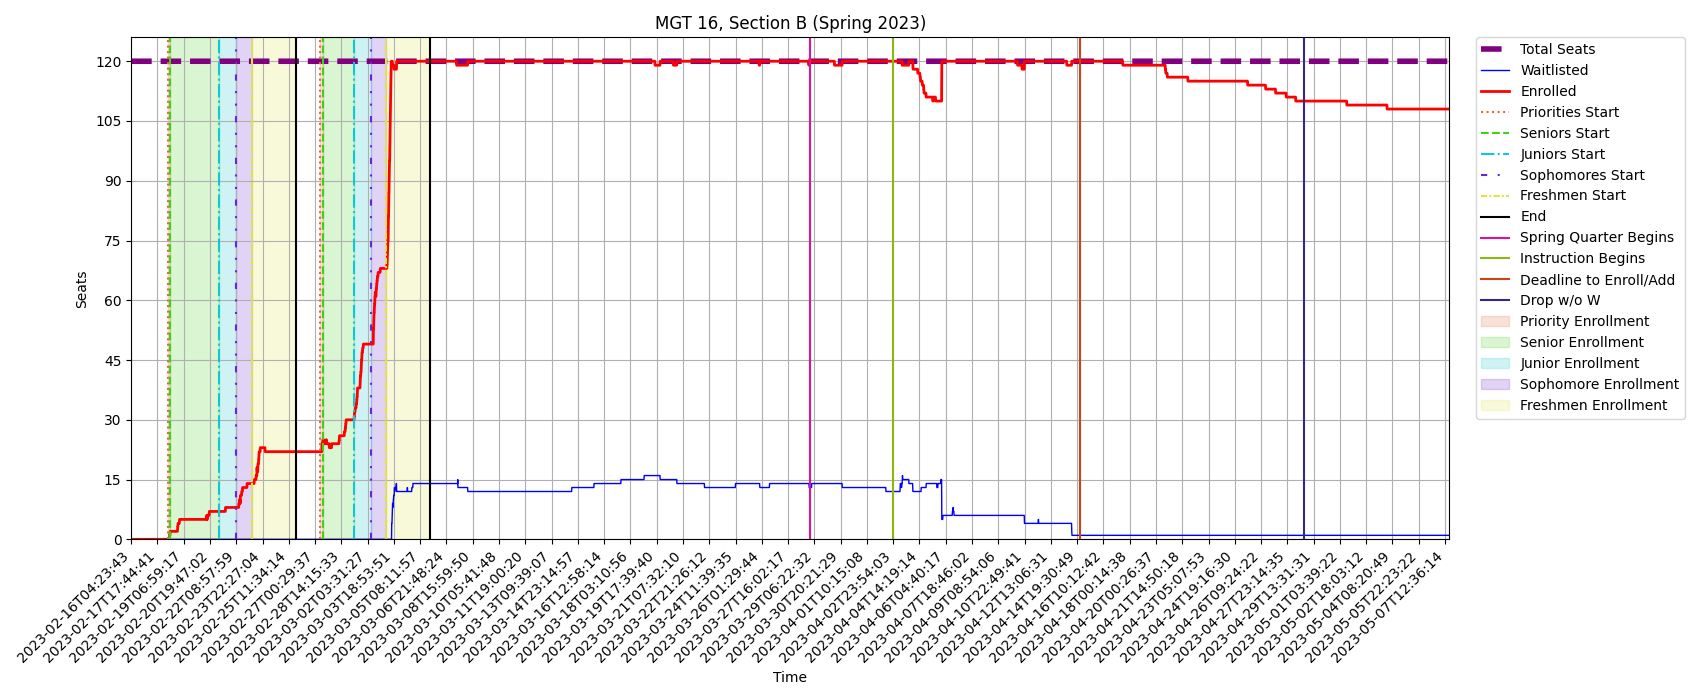 MGT 16, Section B (Spring 2023)
Seats
120
105
90
75
60
45
30
15
0
2023-02-16T04:23:43
2023-02-17T17:44:41
2023-02-19T06:59:17
2023-02-20T19:47:02
2023-02-22T08:57:59
2023-02-23T22:27:04
2023-02-25T11:34:14
2023-02-27T00:29:37
2023-02-28T14:15:33
2023-03-02T03:31:27
2023-03-03T18:53:51
2023-03-05T08:11:57
2023-03-06T21:48:24
2023-03-08T15:59:50
2023-03-10T05:41:48
2023-03-11T19:00:20
2023-03-13T09:39:07
2023-03-14T23:14:57
2023-03-16T12:58:14
2023-03-18T03:10:56
2023-03-19T17:39:40
2023-03-21T07:32:10
2023-03-22T21:26:12
2023-03-24T11:39:35
2023-03-26T01:29:44
2023-03-27T16:02:17
2023-03-29T06:22:32
2023-03-30T20:21:29
2023-04-01T10:15:08
2023-04-02T23:54:03
2023-04-04T14:19:14
2023-04-06T04:40:17
2023-04-07T18:46:02
2023-04-09T08:54:06
2023-04-10T22:49:41
2023-04-12T13:06:31
2023-04-14T19:30:49
2023-04-16T10:12:42
2023-04-18T00:14:38
2023-04-20T00:26:37
2023-04-21T14:50:18
2023-04-23T05:07:53
2023-04-24T19:16:30
2023-04-26T09:24:22
2023-04-27T23:14:35
2023-04-29T13:31:31
2023-05-01T03:39:22
2023-05-02T18:03:12
2023-05-04T08:20:49
2023-05-05T22:23:22
2023-05-07T12:36:14
Time
Total Seats
Waitlisted
Enrolled
Priorities Start
Seniors Start
Juniors Start
Sophomores Start
Freshmen Start
End
Spring Quarter Begins
Instruction Begins
Deadline to Enroll/Add
Drop w/o W
Priority Enrollment
Senior Enrollment
Junior Enrollment
Sophomore Enrollment
Freshmen Enrollment